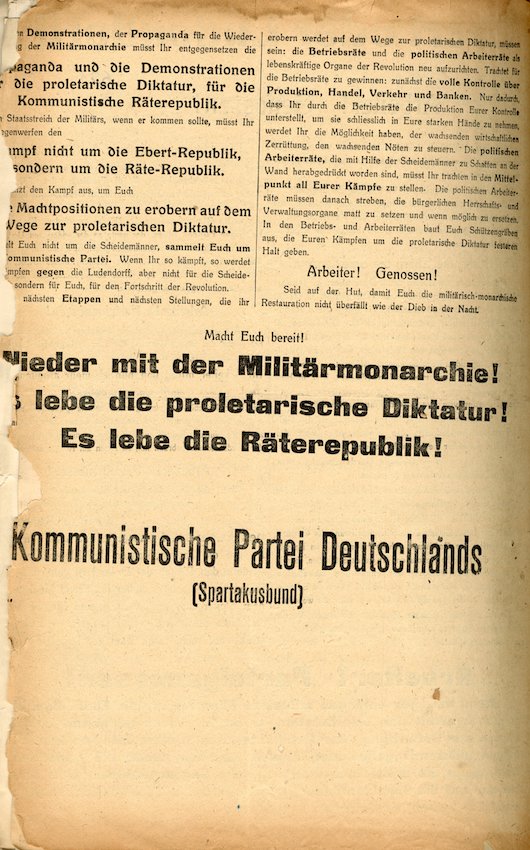 Demonstrationen, der Propaganda für die Wieder-
der Militärmonarchie müsst Ihr entgegensetzen die
paganda und die Demonstrationen
die proletarische Diktatur, für die
Kommunistische Räterepublik.
Staatsstreich des Militärs, wenn er kommen sollte, müsst Ihr
gegenwerfen den
ampf nicht um die Ebert-Republik,
sondern um die Räte-Republik.
den Kampf aus, um Euch
Machtpositionen zu erobern auf dem
Wege zur proletarischen Diktatur.
Euch nicht um die Scheidemänner, sammelt Euch um
ommunistische Partei. Wenn Ihr so kämpft, so werdet
mpfen gegen die Ludendorff, aber nicht für die Scheide-
sondern für Euch, für den Fortschritt der Revolution.
nächsten Etappen und nächsten Stellungen, die ihr
erobern werdet auf dem Wege zur proletarischen Diktatur, müssen
sein: die Betriebsräte und die politischen Arbeiterräte als
lebenskräftige Organe der Revolution neu aufzurichten. Trachtet für
die Betriebsräte zu gewinnen: zunächst die volle Kontrolle über
Produktion, Handel, Verkehr und Banken. Nur dadurch,
dass Ihr durch die Betriebsräte die Produktion Eurer Kontrolle
unterstellt, um sie schliesslich in Eure starken Hände zu nehmen,
werdet Ihr die Möglichkeit haben, der wachsenden wirtschaftlichen
Zerrüttung, den wachsenden Nöten zu steuern. Die politischen
Arbeiterräte, die mit Hilfe der Scheidemänner zu Schatten an der
Wand herabgedrückt worden sind, müsst Ihr trachten in den Mittel-
punkt all Eurer Kämpfe zu stellen. Die politischen Arbeiter-
räte müssen danach streben, die bürgerlichen Herrschafts- und
Verwaltungsorgane matt zu setzen und wenn möglich zu ersetzen.
In den Betriebs- und Arbeiterräten baut Euch Schützengräben
aus, die Euren Kämpfen um die proletarische Diktatur festeren
Halt geben.
Arbeiter! Genossen!
Seid auf der Hut, damit Euch die militärisch-monarchische
Restauration nicht überfällt wie der Dieb in der Nacht.
Macht Euch bereit!
Nieder mit der Militärmonarchie!
s lebe die proletarische Diktatur!
Es lebe die Räterepublik!
Kommunistische Partei Deutschlands
(Spartakusbund)